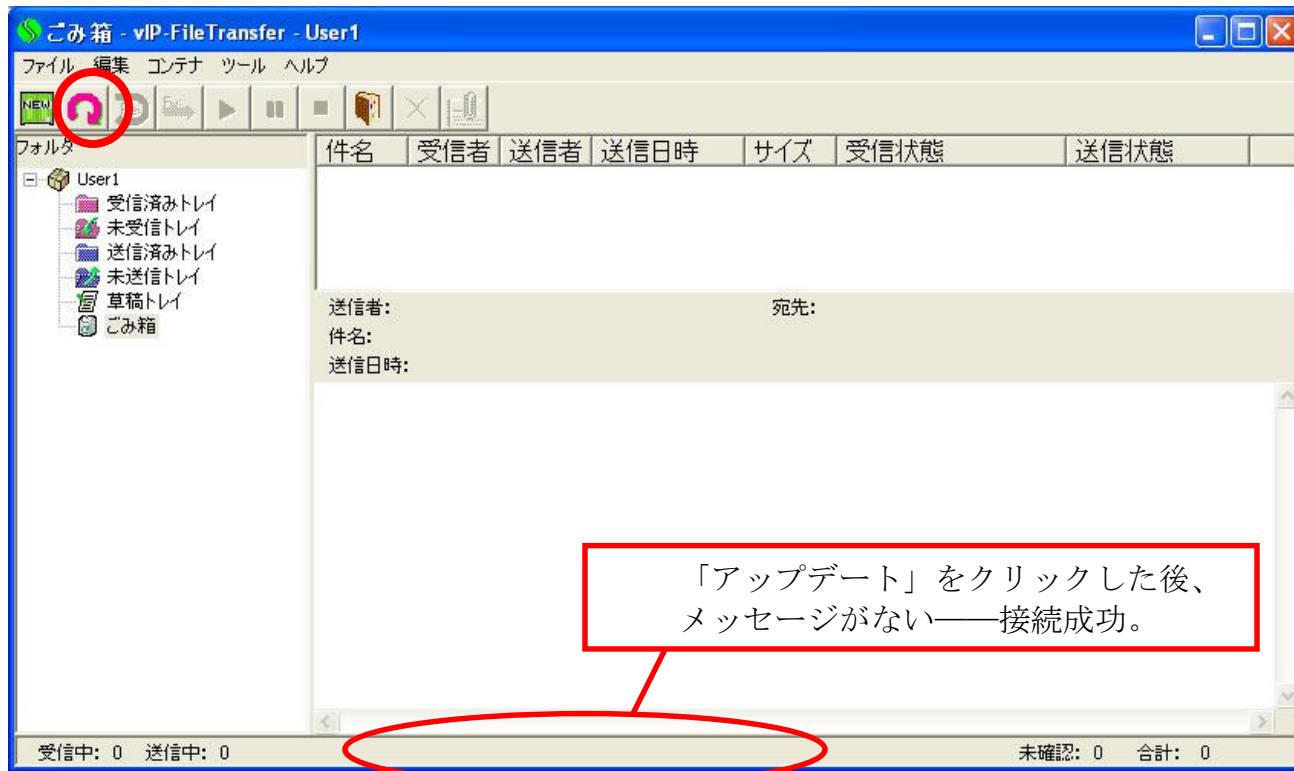 ごみ箱 - vIP-FileTransfer - User1
ファイル 編集 コンテナ ツール ヘルプ
NEW
フォルダ
件名 受信者 送信者 送信日時 サイズ 受信状態 送信状態
User1
受信済みトレイ
未受信トレイ
送信済みトレイ
未送信トレイ
草稿トレイ
ごみ箱
送信者: 宛先:
件名:
送信日時:
「アップデート」をクリックした後、
メッセージがない――接続成功。
受信中: 0 送信中: 0 未確認: 0 合計: 0